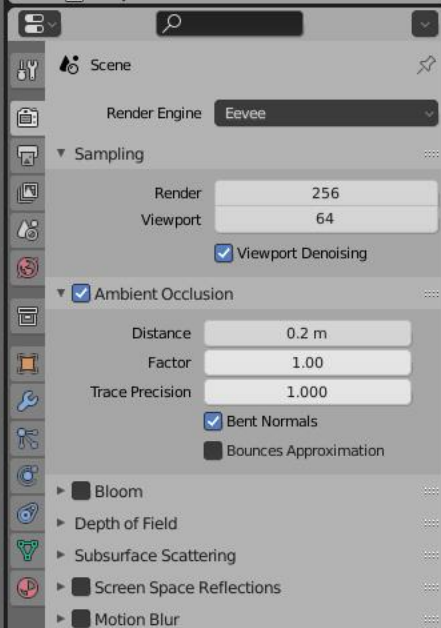 Scene
Render Engine Eevee
Sampling
Render 256
Viewport 64
Viewport Denoising
Ambient Occlusion
Distance 0.2 m
Factor 1.00
Trace Precision 1.000
Bent Normals
Bounces Approximation
Bloom
Depth of Field
Subsurface Scattering
Screen Space Reflections
Motion Blur